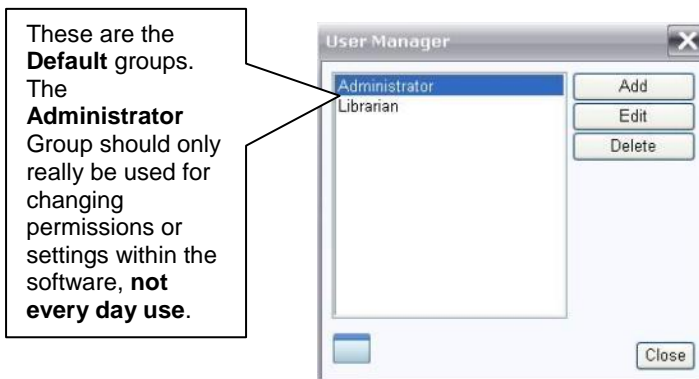 These are the
Default groups.
The
Administrator
Group should only
really be used for
changing
permissions or
settings within the
software, not
every day use.
User Manager
Administrator
Librarian
Add
Edit
Delete
Close